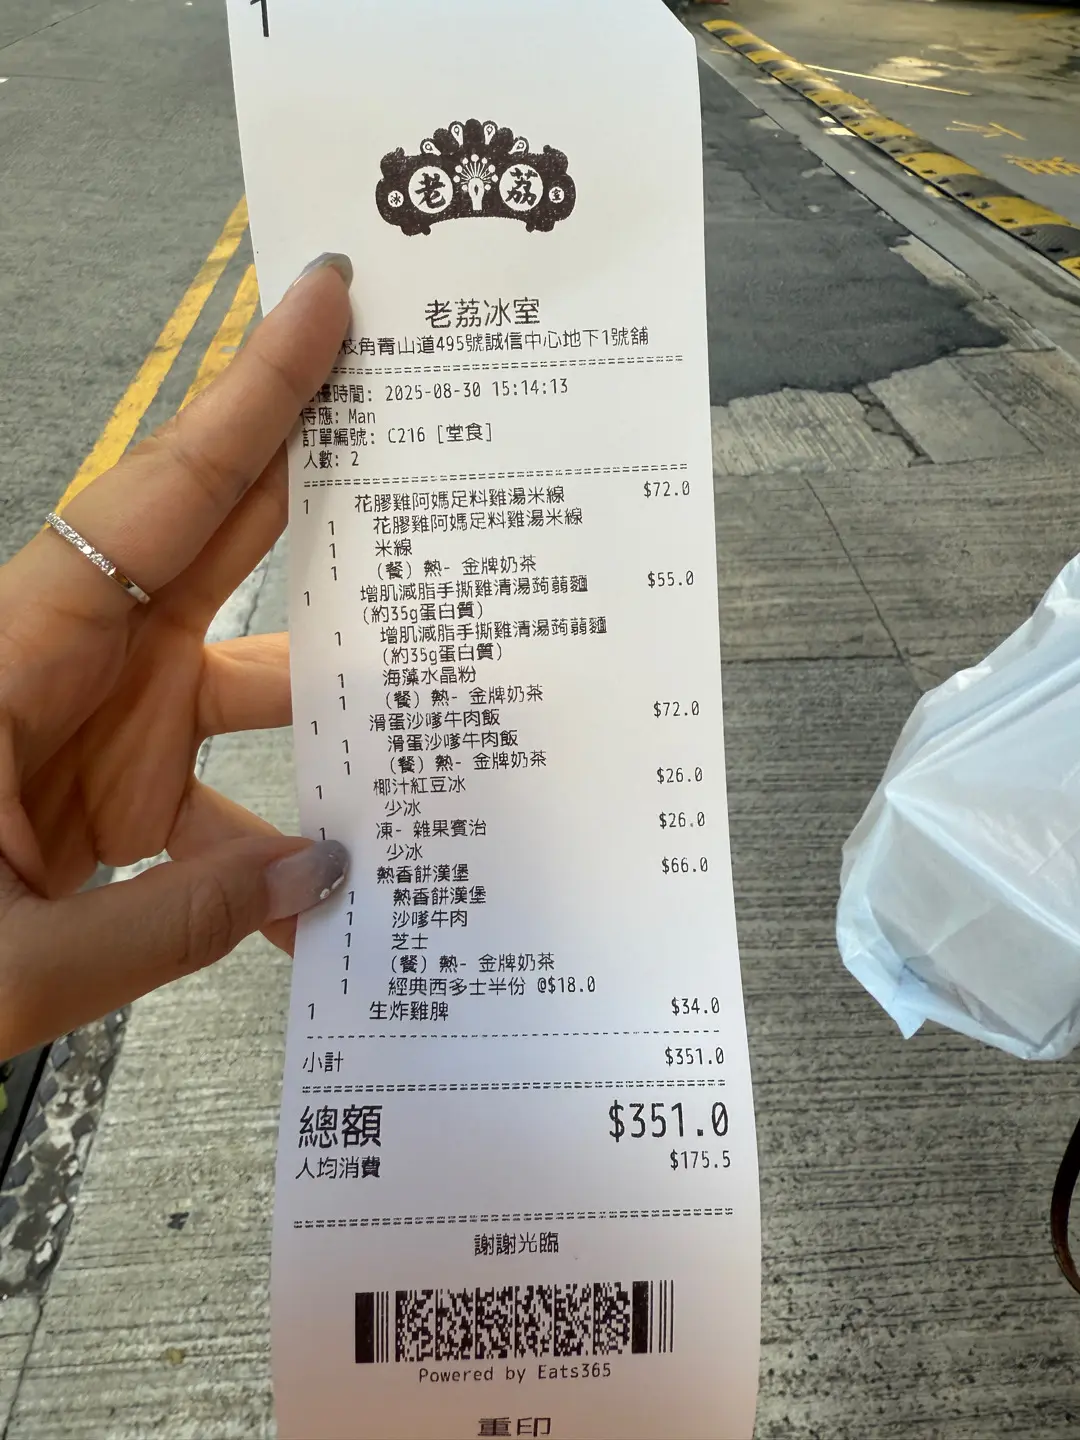 1
冰 老 荔 室
老荔冰室
枝角青山道495號誠信中心地下1號舖
檯時間: 2025-08-30 15:14:13
侍應: Man
訂單編號: C216 [堂食]
人數: 2
1 花膠雞阿媽足料雞湯米線 $72.0
1 花膠雞阿媽足料雞湯米線
1 米線
1 (餐) 熱- 金牌奶茶
1 增肌減脂手撕雞清湯蒟蒻麵 $55.0
(約35g蛋白質)
1 增肌減脂手撕雞清湯蒟蒻麵
(約35g蛋白質)
1 海藻水晶粉
1 (餐) 熱- 金牌奶茶
1 滑蛋沙嗲牛肉飯 $72.0
1 滑蛋沙嗲牛肉飯
1 (餐) 熱- 金牌奶茶
1 椰汁紅豆冰 $26.0
少冰
1 凍- 雜果賓治 $26.0
少冰
熱香餅漢堡 $66.0
1 熱香餅漢堡
1 沙嗲牛肉
1 芝士
1 (餐) 熱- 金牌奶茶
1 經典西多士半份 @$18.0
1 生炸雞脾 $34.0
小計 $351.0
總額 $351.0
人均消費 $175.5
謝謝光臨
Powered by Eats365
重印